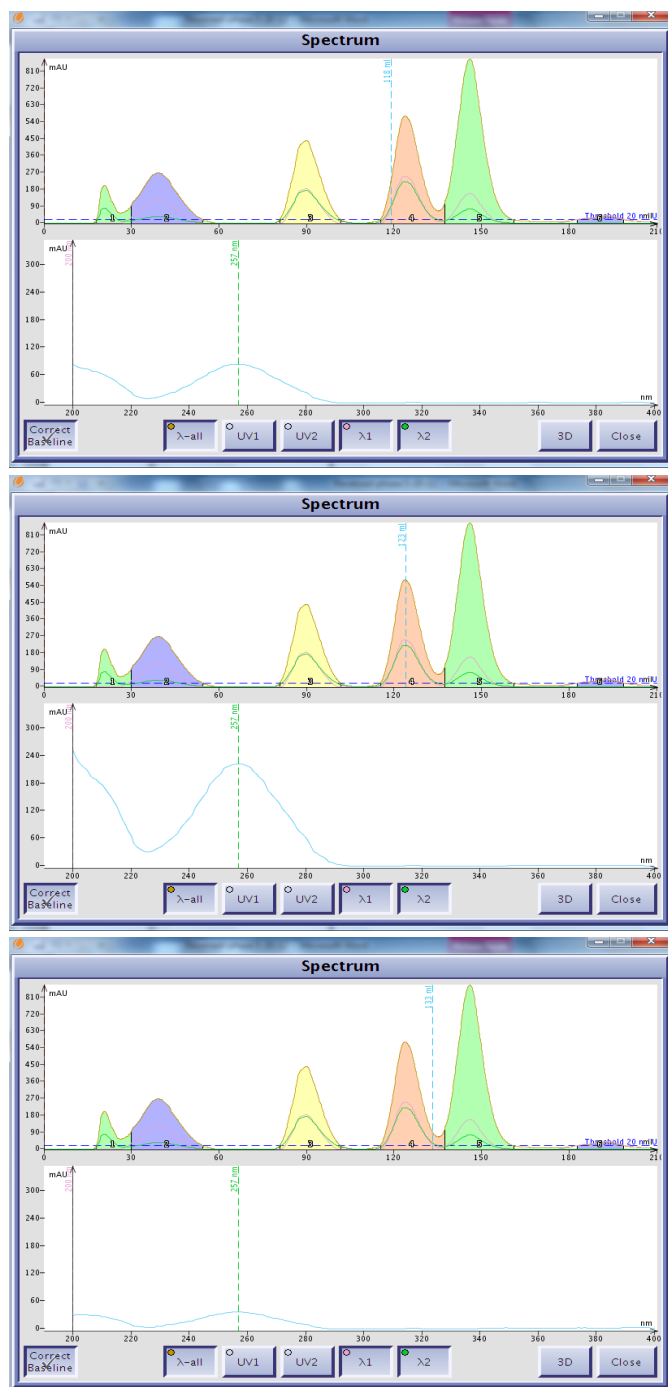 Spectrum
mAU
810
720
630
540
450
360
270
180
90
0
118 ml
1
2
3
4
5
6
Threshold 20 mAU
0 30 60 90 120 150 180 210
mAU
300
240
180
120
60
0
200 nm
257 nm
nm
200 220 240 260 280 300 320 340 360 380 400
Correct Baseline
λ-all
UV1
UV2
λ1
λ2
3D
Close
Spectrum
mAU
810
720
630
540
450
360
270
180
90
0
123 ml
1
2
3
4
5
6
Threshold 20 mAU
0 30 60 90 120 150 180 210
mAU
300
240
180
120
60
0
257 nm
nm
200 220 240 260 280 300 320 340 360 380 400
Correct Baseline
λ-all
UV1
UV2
λ1
λ2
3D
Close
Spectrum
mAU
810
720
630
540
450
360
270
180
90
0
133 ml
1
2
3
4
5
6
Threshold 20 mAU
0 30 60 90 120 150 180 210
mAU
300
240
180
120
60
0
257 nm
nm
200 220 240 260 280 300 320 340 360 380 400
Correct Baseline
λ-all
UV1
UV2
λ1
λ2
3D
Close